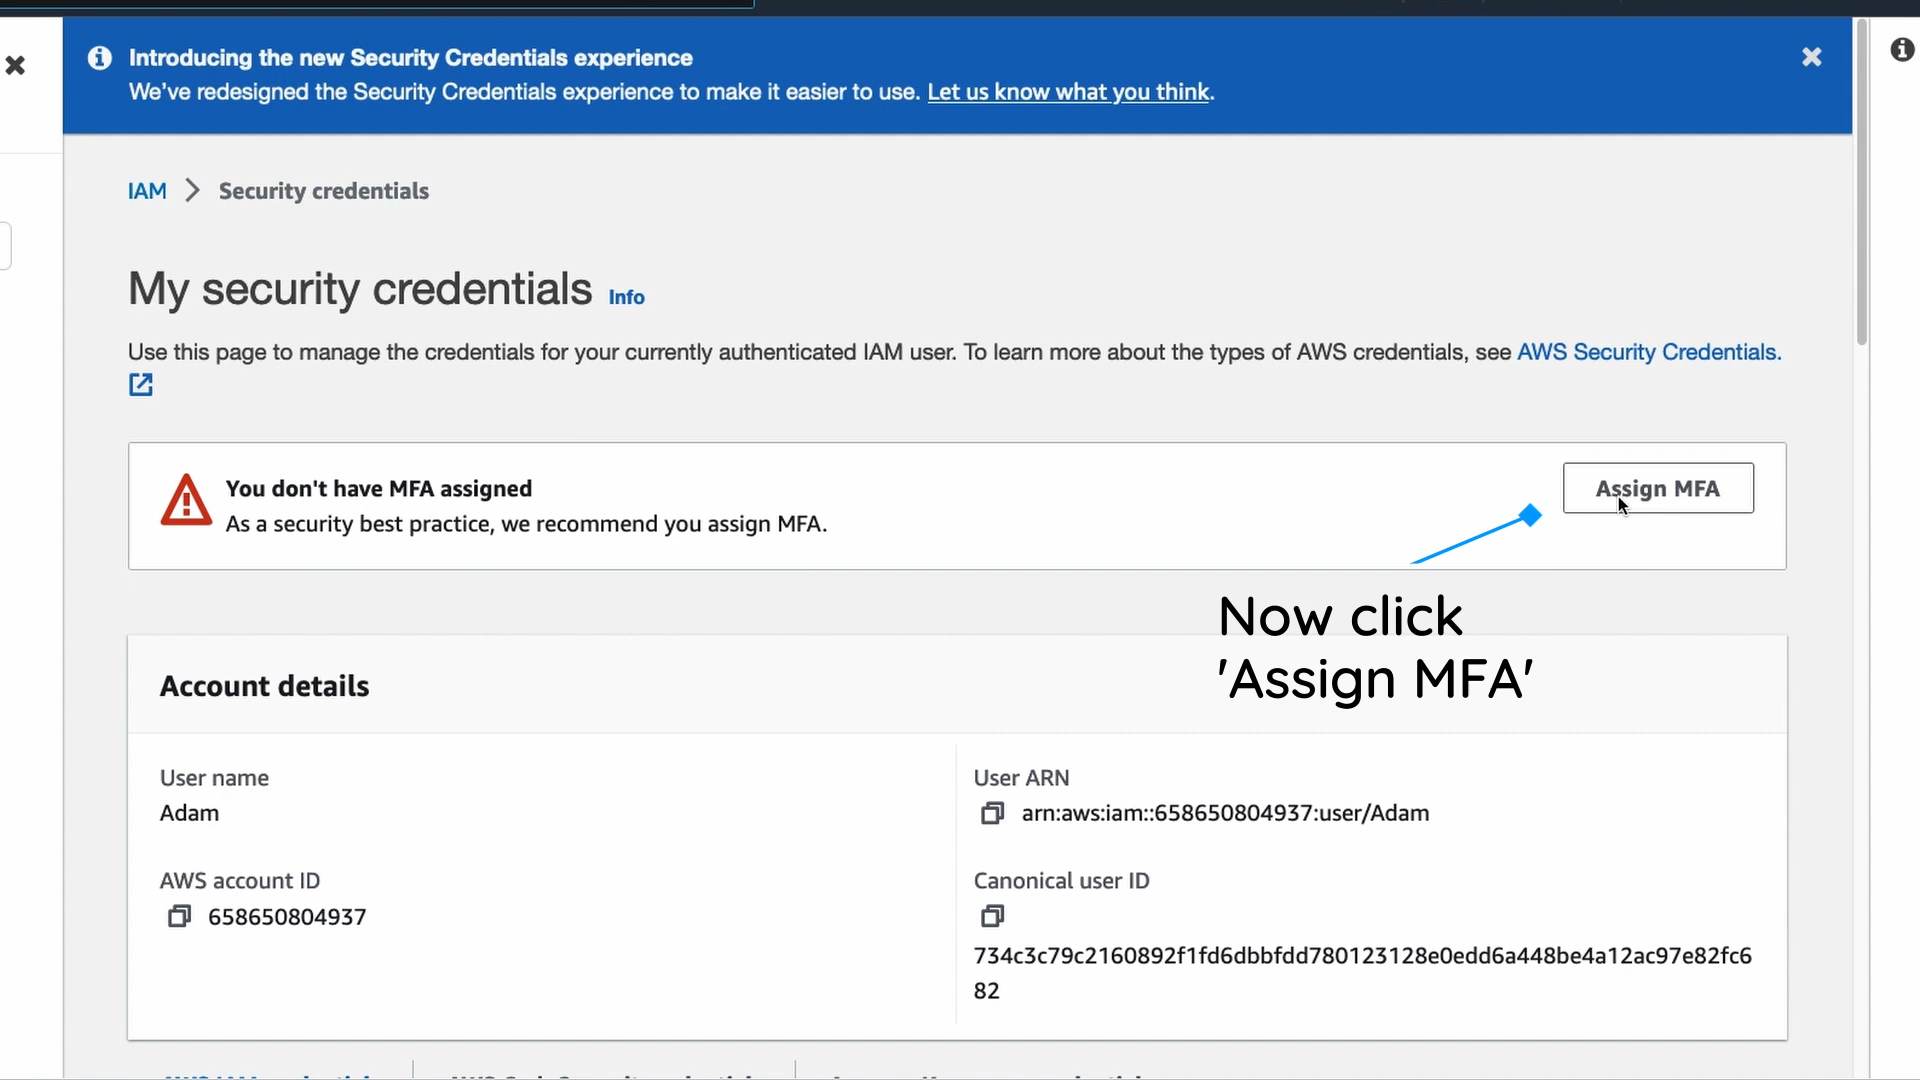 Introducing the new Security Credentials experience
We've redesigned the Security Credentials experience to make it easier to use. Let us know what you think.
IAM > Security credentials
My security credentials Info
Use this page to manage the credentials for your currently authenticated IAM user. To learn more about the types of AWS credentials, see AWS Security Credentials.
You don't have MFA assigned
As a security best practice, we recommend you assign MFA.
Assign MFA
Now click
'Assign MFA'
Account details
User name
Adam
User ARN
arn:aws:iam::658650804937:user/Adam
AWS account ID
658650804937
Canonical user ID
734c3c79c2160892f1fd6dbbfdd780123128e0edd6a448be4a12ac97e82fc6
82